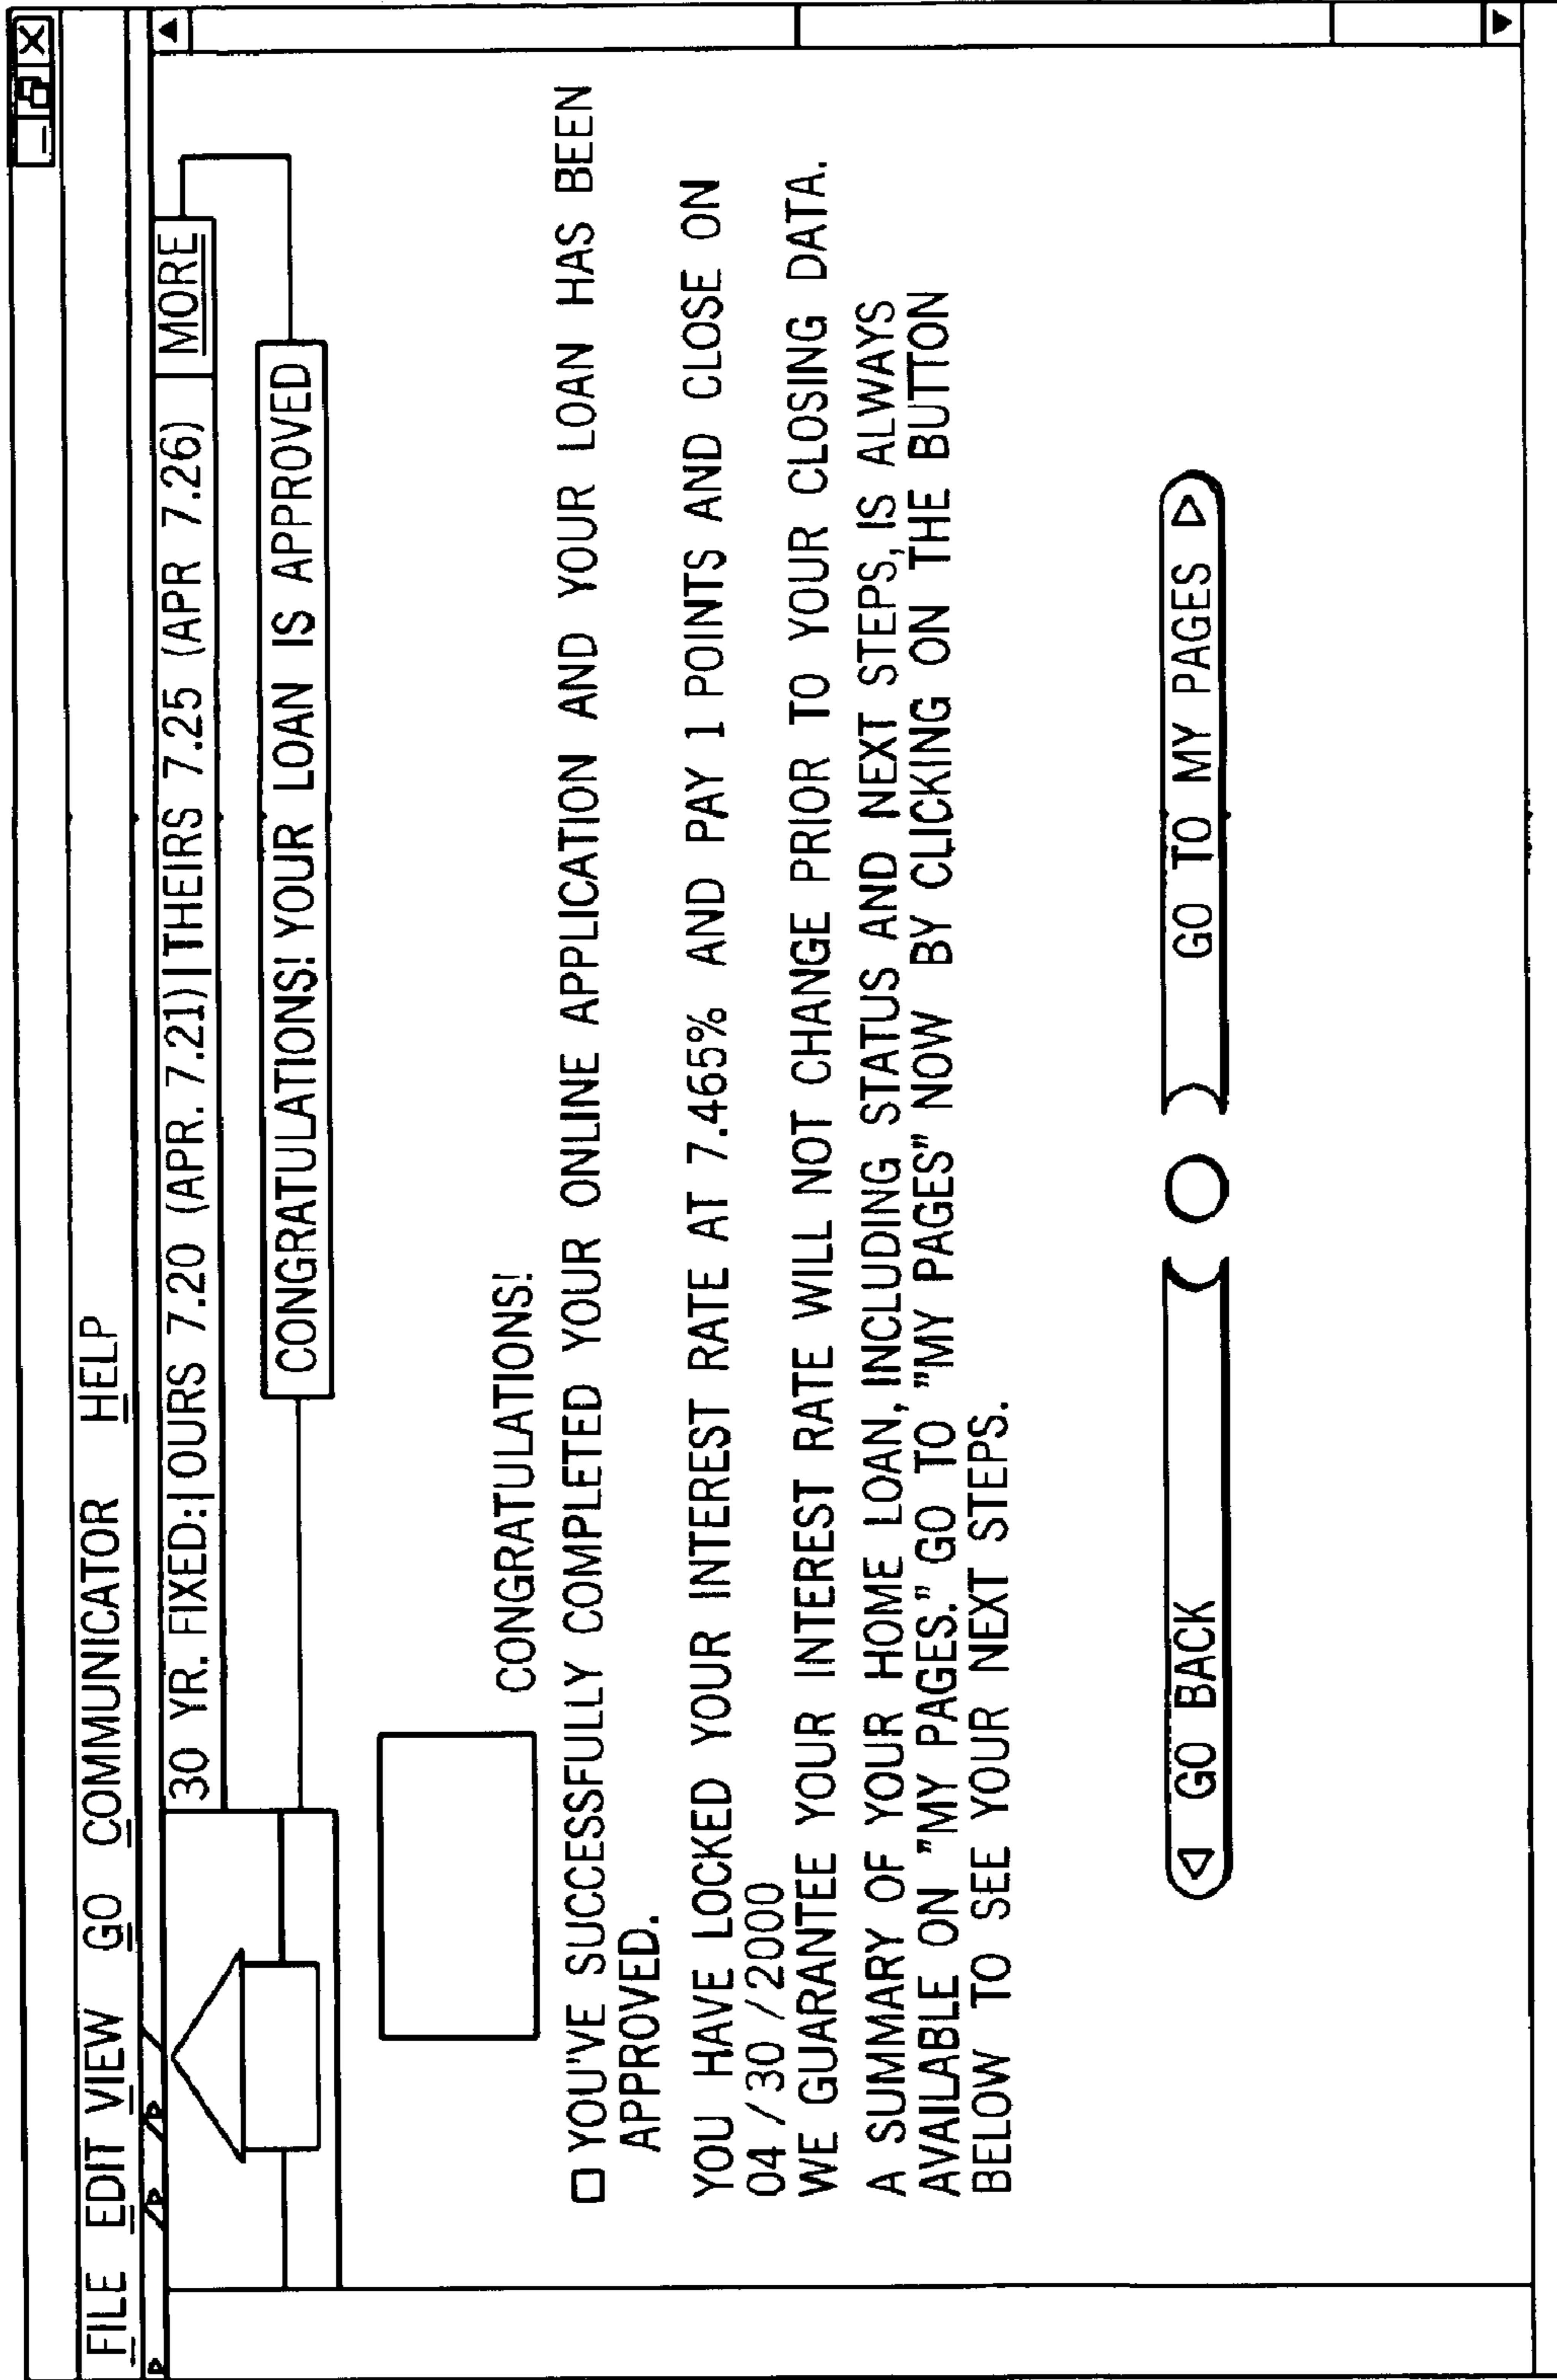 FILE EDIT VIEW GO COMMUNICATOR HELP
30 YR. FIXED:|OURS 7.20 (APR. 7.21)|THEIRS 7.25 (APR 7.26) MORE
CONGRATULATIONS! YOUR LOAN IS APPROVED
CONGRATULATIONS!
YOU'VE SUCCESSFULLY COMPLETED YOUR ONLINE APPLICATION AND YOUR LOAN HAS BEEN
APPROVED.
YOU HAVE LOCKED YOUR INTEREST RATE AT 7.465% AND PAY 1 POINTS AND CLOSE ON
04/30/2000
WE GUARANTEE YOUR INTEREST RATE WILL NOT CHANGE PRIOR TO YOUR CLOSING DATA.
A SUMMARY OF YOUR HOME LOAN, INCLUDING STATUS AND NEXT STEPS, IS ALWAYS
AVAILABLE ON "MY PAGES." GO TO "MY PAGES" NOW BY CLICKING ON THE BUTTON
BELOW TO SEE YOUR NEXT STEPS.
GO BACK GO TO MY PAGES